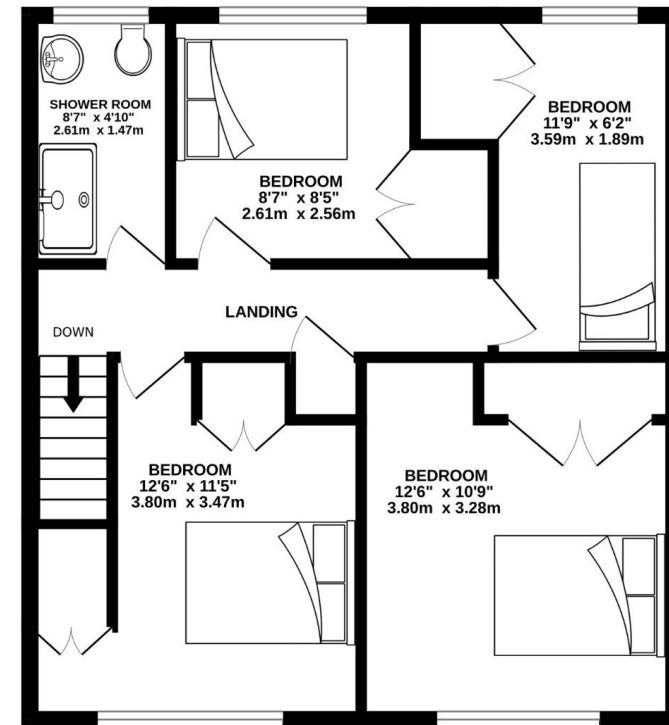 SHOWER ROOM
8'7" x 4'10"
2.61m x 1.47m
BEDROOM
8'7" x 8'5"
2.61m x 2.56m
BEDROOM
11'9" x 6'2"
3.59m x 1.89m
LANDING
DOWN
BEDROOM
12'6" x 11'5"
3.80m x 3.47m
BEDROOM
12'6" x 10'9"
3.80m x 3.28m